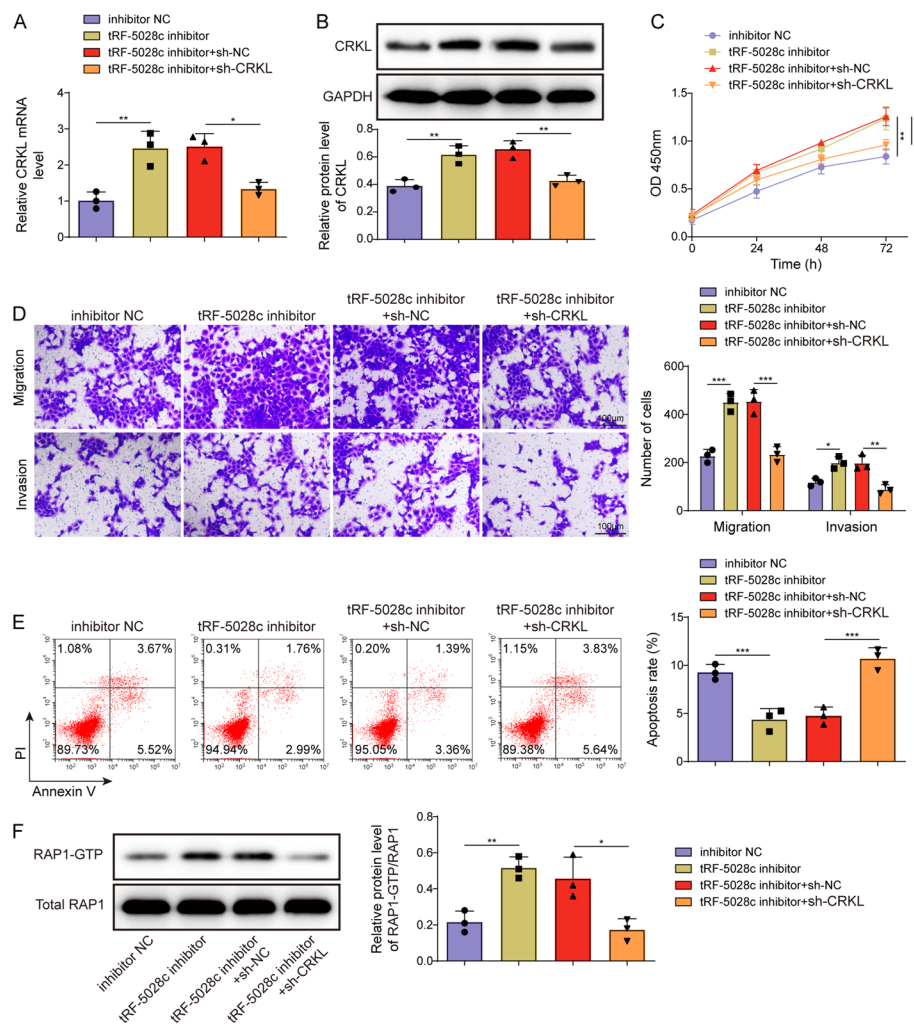 A
inhibitor NC
tRF-5028c inhibitor
tRF-5028c inhibitor+sh-NC
tRF-5028c inhibitor+sh-CRKL
Relative CRKL mRNA
level
4
3
2
1
0
**
*
B
CRKL
GAPDH
Relative protein level
of CRKL
0.8
0.6
0.4
0.2
0.0
**
**
C
inhibitor NC
tRF-5028c inhibitor
tRF-5028c inhibitor+sh-NC
tRF-5028c inhibitor+sh-CRKL
OD 450nm
1.5
1.0
0.5
0.0
0
24
48
72
Time (h)
**
**
D
inhibitor NC
tRF-5028c inhibitor
tRF-5028c inhibitor
+sh-NC
tRF-5028c inhibitor
+sh-CRKL
Migration
100μm
Invasion
100μm
inhibitor NC
tRF-5028c inhibitor
tRF-5028c inhibitor+sh-NC
tRF-5028c inhibitor+sh-CRKL
Number of cells
600
400
200
0
***
***
*
**
Migration
Invasion
E
inhibitor NC
tRF-5028c inhibitor
tRF-5028c inhibitor
+sh-NC
tRF-5028c inhibitor
+sh-CRKL
1.08%
3.67%
89.73%
5.52%
0.31%
1.76%
94.94%
2.99%
0.20%
1.39%
95.05%
3.36%
1.15%
3.83%
89.38%
5.64%
PI
Annexin V
inhibitor NC
tRF-5028c inhibitor
tRF-5028c inhibitor+sh-NC
tRF-5028c inhibitor+sh-CRKL
Apoptosis rate (%)
15
10
5
0
***
***
F
RAP1-GTP
Total RAP1
inhibitor NC
tRF-5028c inhibitor
tRF-5028c inhibitor
+sh-NC
tRF-5028c inhibitor
+sh-CRKL
Relative protein level
of RAP1-GTP/RAP1
0.8
0.6
0.4
0.2
0.0
**
*
inhibitor NC
tRF-5028c inhibitor
tRF-5028c inhibitor+sh-NC
tRF-5028c inhibitor+sh-CRKL